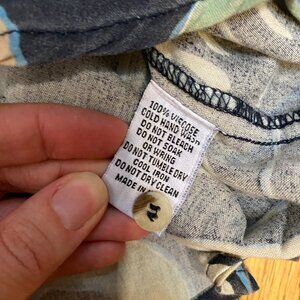 100% VISCOSE
COLD HAND WASH
DO NOT BLEACH
DO NOT SOAK
OR WRING
DO NOT TUMBLE DRY
COOL IRON
DO NOT DRY CLEAN
MADE IN